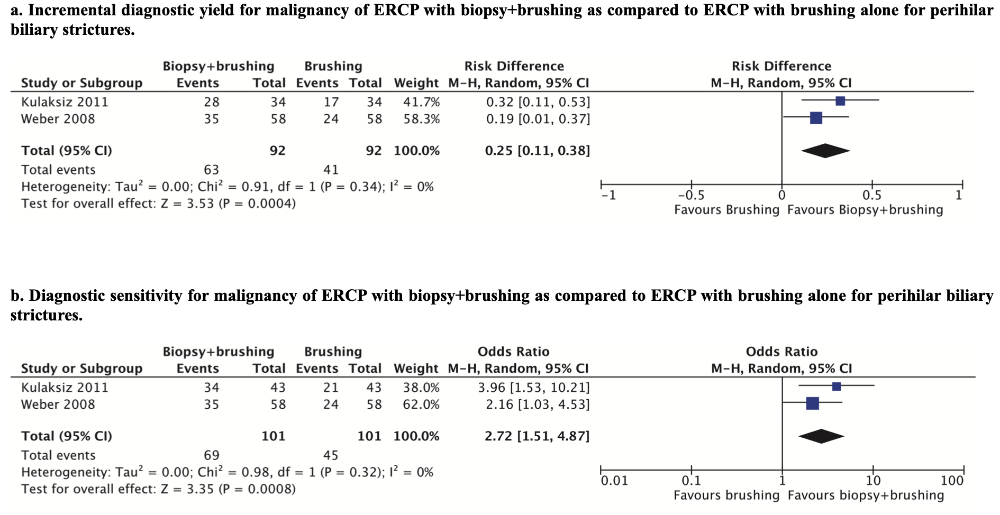 a. Incremental diagnostic yield for malignancy of ERCP with biopsy+brushing as compared to ERCP with brushing alone for perihilar
biliary strictures.
Biopsy+brushing Brushing Risk Difference Risk Difference
Study or Subgroup Events Total Events Total Weight M-H, Random, 95% CI M-H, Random, 95% CI
Kulaksiz 2011 28 34 17 34 41.7% 0.32 [0.11, 0.53]
Weber 2008 35 58 24 58 58.3% 0.19 [0.01, 0.37]
Total (95% CI) 92 92 100.0% 0.25 [0.11, 0.38]
Total events 63 41
Heterogeneity: Tau² = 0.00; Chi² = 0.91, df = 1 (P = 0.34); I² = 0%
Test for overall effect: Z = 3.53 (P = 0.0004)
-1 -0.5 0 0.5 1
Favours Brushing Favours Biopsy+brushing
b. Diagnostic sensitivity for malignancy of ERCP with biopsy+brushing as compared to ERCP with brushing alone for perihilar biliary
strictures.
Biopsy+brushing Brushing Odds Ratio Odds Ratio
Study or Subgroup Events Total Events Total Weight M-H, Random, 95% CI M-H, Random, 95% CI
Kulaksiz 2011 34 43 21 43 38.0% 3.96 [1.53, 10.21]
Weber 2008 35 58 24 58 62.0% 2.16 [1.03, 4.53]
Total (95% CI) 101 101 100.0% 2.72 [1.51, 4.87]
Total events 69 45
Heterogeneity: Tau² = 0.00; Chi² = 0.98, df = 1 (P = 0.32); I² = 0%
Test for overall effect: Z = 3.35 (P = 0.0008)
0.01 0.1 1 10 100
Favours brushing Favours biopsy+brushing